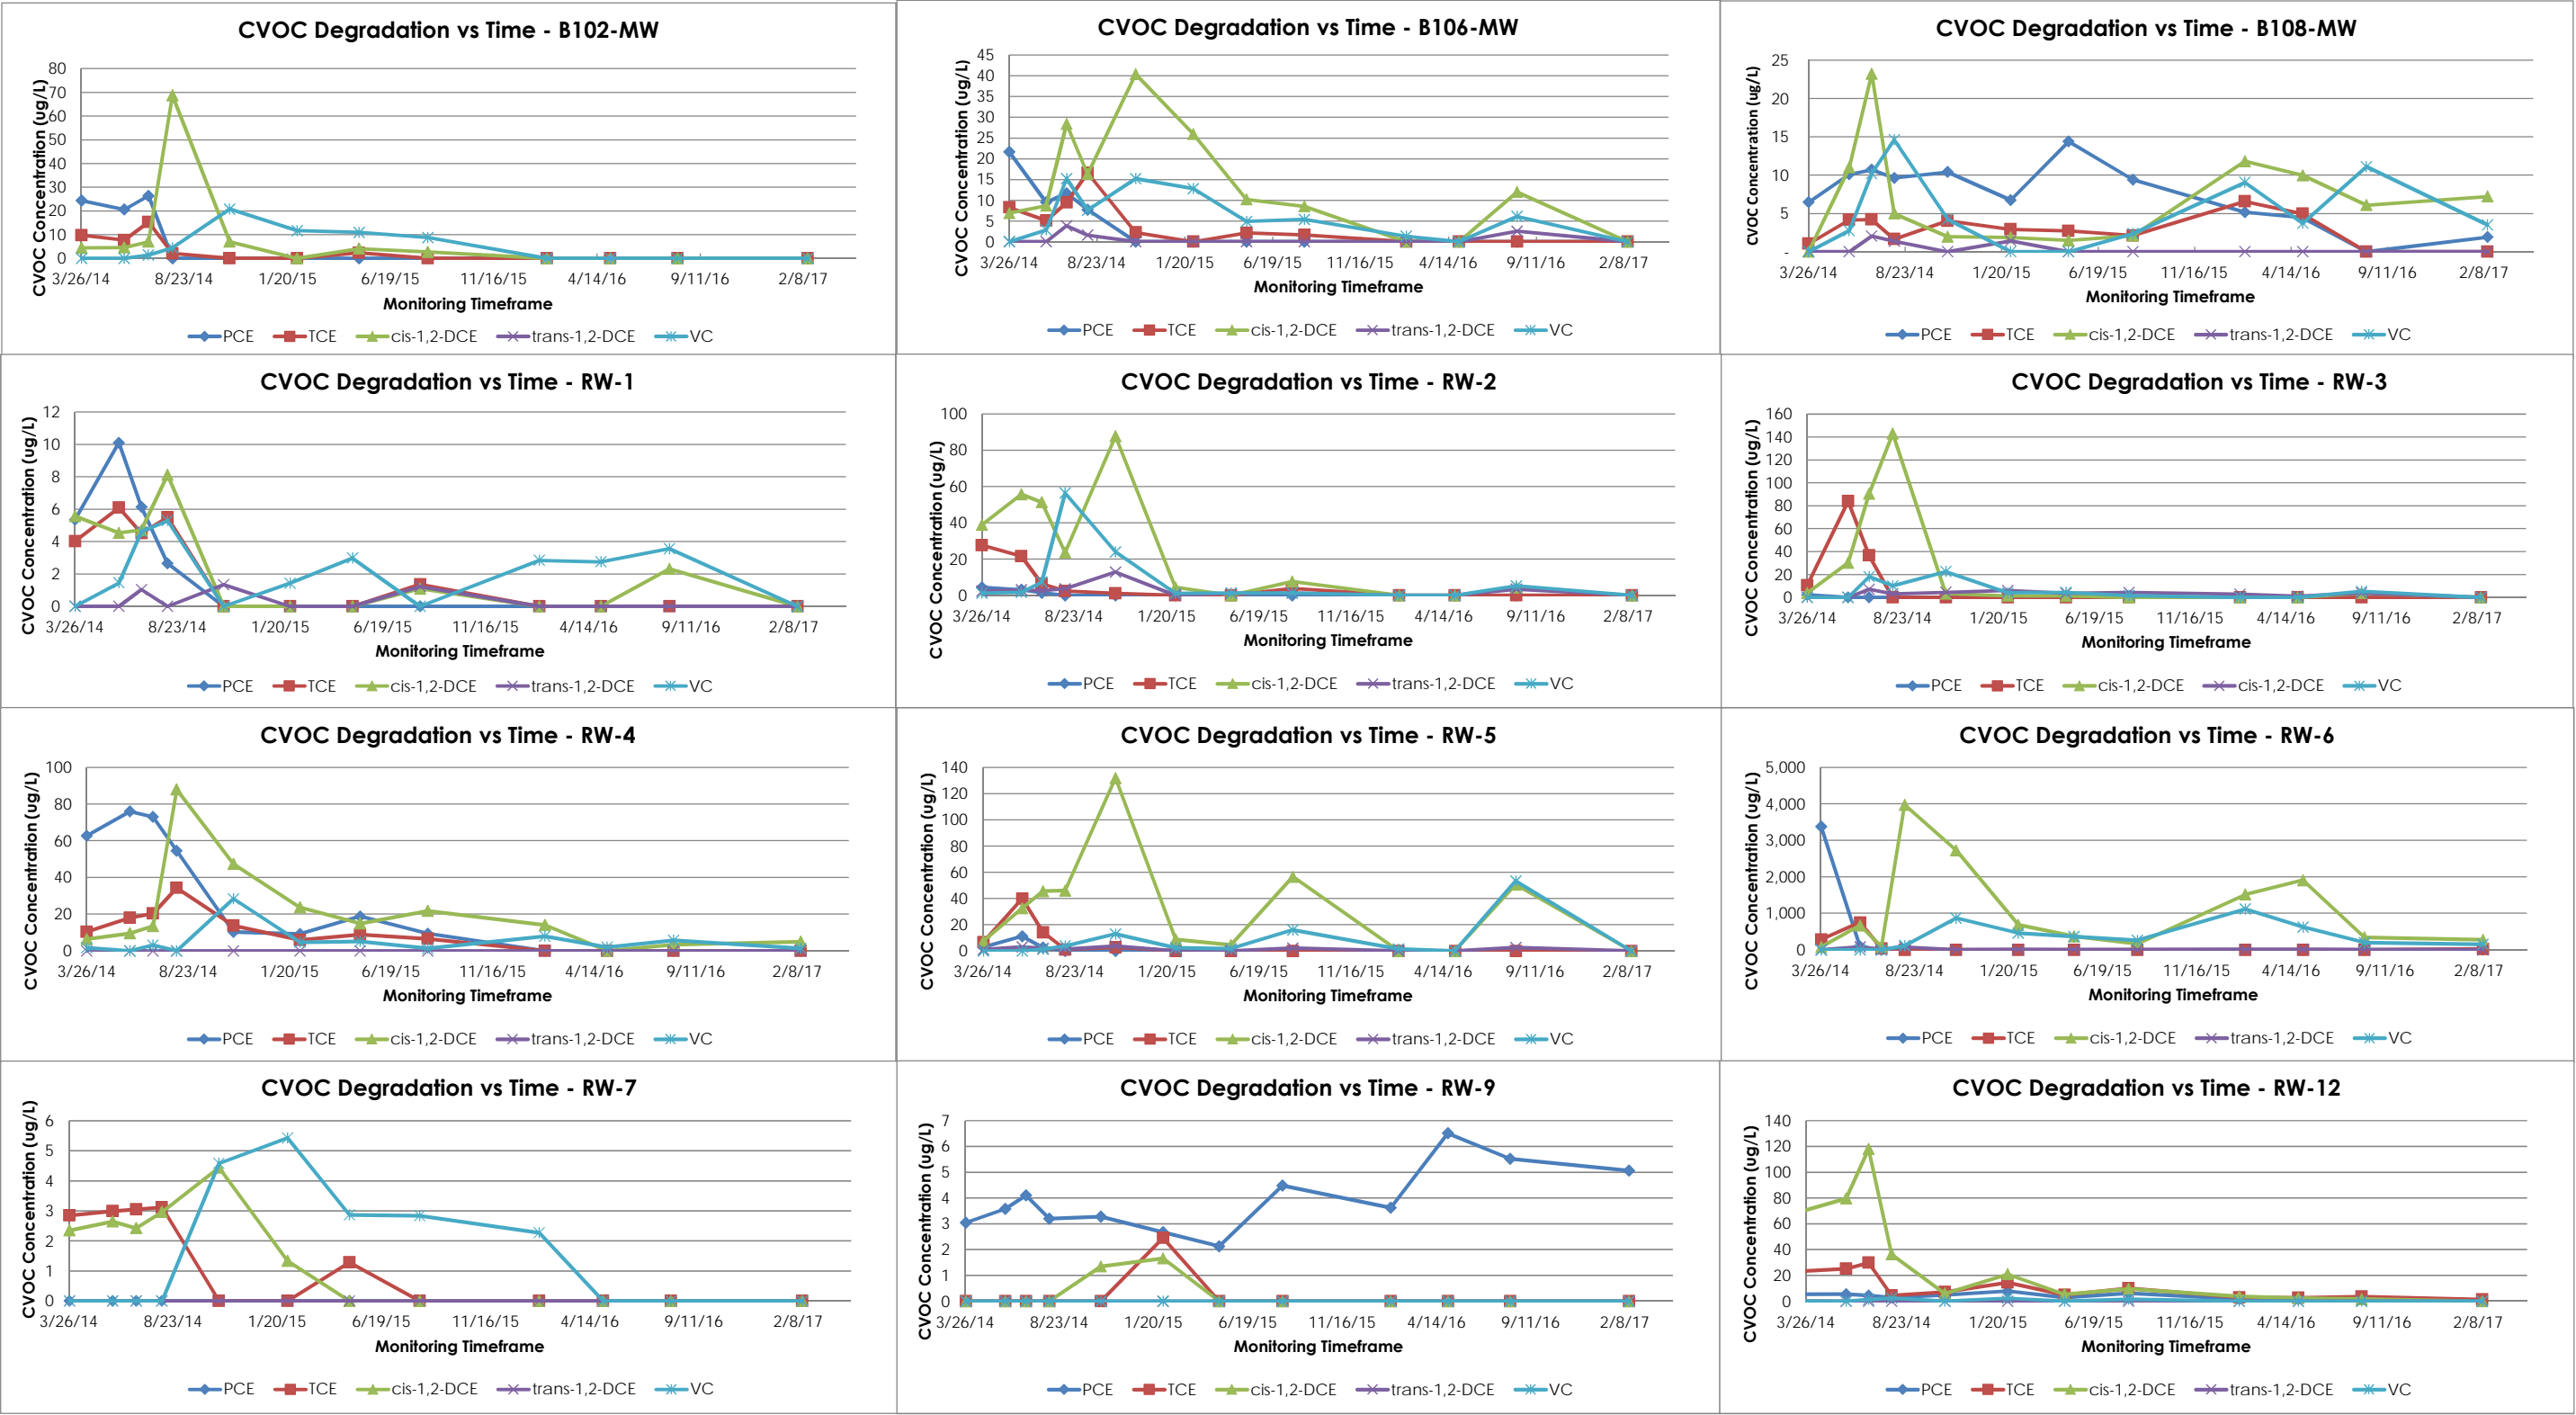 CVOC Degradation vs Time - B102-MW
CVOC Concentration (ug/L)
80
70
60
50
40
30
20
10
0
3/26/14 8/23/14 1/20/15 6/19/15 11/16/15 4/14/16 9/11/16 2/8/17
Monitoring Timeframe
PCE TCE cis-1,2-DCE trans-1,2-DCE VC
CVOC Degradation vs Time - B106-MW
CVOC Concentration (ug/L)
45
40
35
30
25
20
15
10
5
0
3/26/14 8/23/14 1/20/15 6/19/15 11/16/15 4/14/16 9/11/16 2/8/17
Monitoring Timeframe
PCE TCE cis-1,2-DCE trans-1,2-DCE VC
CVOC Degradation vs Time - B108-MW
CVOC Concentration (ug/L)
25
20
15
10
5
-
3/26/14 8/23/14 1/20/15 6/19/15 11/16/15 4/14/16 9/11/16 2/8/17
Monitoring Timeframe
PCE TCE cis-1,2-DCE trans-1,2-DCE VC
CVOC Degradation vs Time - RW-1
CVOC Concentration (ug/L)
12
10
8
6
4
2
0
3/26/14 8/23/14 1/20/15 6/19/15 11/16/15 4/14/16 9/11/16 2/8/17
Monitoring Timeframe
PCE TCE cis-1,2-DCE trans-1,2-DCE VC
CVOC Degradation vs Time - RW-2
CVOC Concentration (ug/L)
100
80
60
40
20
0
3/26/14 8/23/14 1/20/15 6/19/15 11/16/15 4/14/16 9/11/16 2/8/17
Monitoring Timeframe
PCE TCE cis-1,2-DCE trans-1,2-DCE VC
CVOC Degradation vs Time - RW-3
CVOC Concentration (ug/L)
160
140
120
100
80
60
40
20
0
3/26/14 8/23/14 1/20/15 6/19/15 11/16/15 4/14/16 9/11/16 2/8/17
Monitoring Timeframe
PCE TCE cis-1,2-DCE cis-1,2-DCE VC
CVOC Degradation vs Time - RW-4
CVOC Concentration (ug/L)
100
80
60
40
20
0
3/26/14 8/23/14 1/20/15 6/19/15 11/16/15 4/14/16 9/11/16 2/8/17
Monitoring Timeframe
PCE TCE cis-1,2-DCE trans-1,2-DCE VC
CVOC Degradation vs Time - RW-5
CVOC Concentration (ug/L)
140
120
100
80
60
40
20
0
3/26/14 8/23/14 1/20/15 6/19/15 11/16/15 4/14/16 9/11/16 2/8/17
Monitoring Timeframe
PCE TCE cis-1,2-DCE trans-1,2-DCE VC
CVOC Degradation vs Time - RW-6
CVOC Concentration (ug/L)
5,000
4,000
3,000
2,000
1,000
0
3/26/14 8/23/14 1/20/15 6/19/15 11/16/15 4/14/16 9/11/16 2/8/17
Monitoring Timeframe
PCE TCE cis-1,2-DCE trans-1,2-DCE VC
CVOC Degradation vs Time - RW-7
CVOC Concentration (ug/L)
6
5
4
3
2
1
0
3/26/14 8/23/14 1/20/15 6/19/15 11/16/15 4/14/16 9/11/16 2/8/17
Monitoring Timeframe
PCE TCE cis-1,2-DCE trans-1,2-DCE VC
CVOC Degradation vs Time - RW-9
CVOC Concentration (ug/L)
7
6
5
4
3
2
1
0
3/26/14 8/23/14 1/20/15 6/19/15 11/16/15 4/14/16 9/11/16 2/8/17
Monitoring Timeframe
PCE TCE cis-1,2-DCE trans-1,2-DCE VC
CVOC Degradation vs Time - RW-12
CVOC Concentration (ug/L)
140
120
100
80
60
40
20
0
3/26/14 8/23/14 1/20/15 6/19/15 11/16/15 4/14/16 9/11/16 2/8/17
Monitoring Timeframe
PCE TCE cis-1,2-DCE trans-1,2-DCE VC